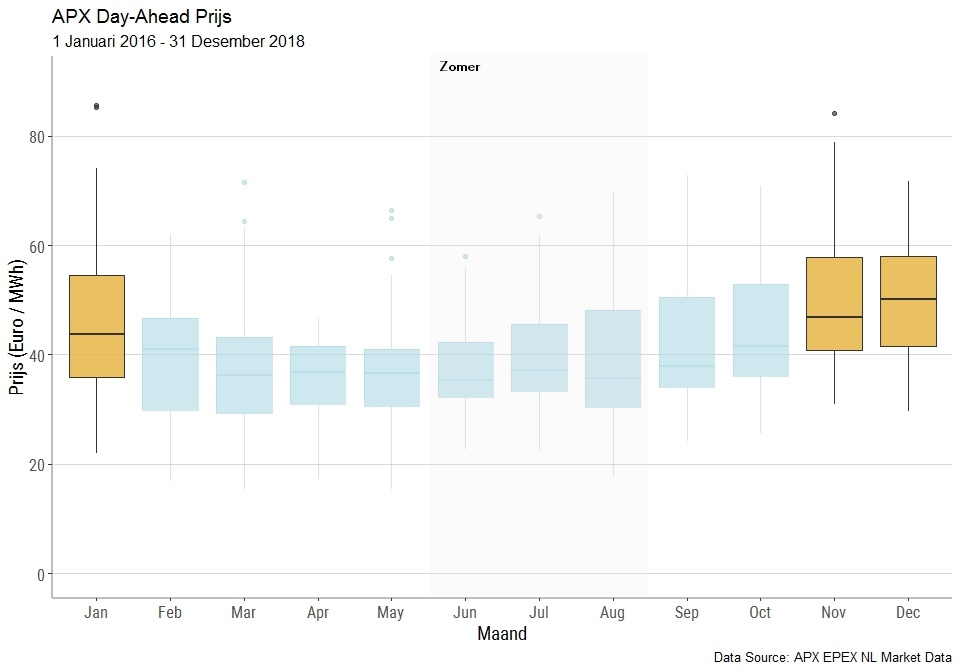 APX Day-Ahead Prijs
1 Januari 2016 - 31 Desember 2018
Zomer
Prijs (Euro / MWh)
80
60
40
20
0
Jan Feb Mar Apr May Jun Jul Aug Sep Oct Nov Dec
Maand
Data Source: APX EPEX NL Market Data